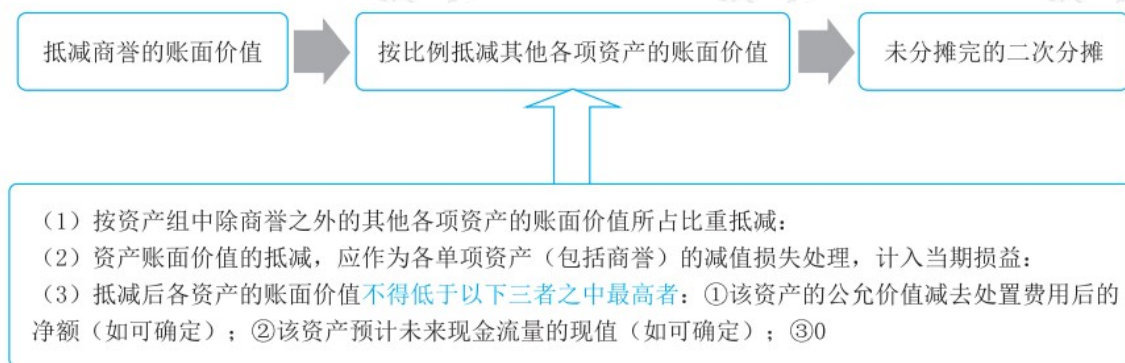 抵减商誉的账面价值
按比例抵减其他各项资产的账面价值
未分摊完的二次分摊
（1）按资产组中除商誉之外的其他各项资产的账面价值所占比重抵减：
（2）资产账面价值的抵减，应作为各单项资产（包括商誉）的减值损失处理，计入当期损益：
（3）抵减后各资产的账面价值不得低于以下三者之中最高者：①该资产的公允价值减去处置费用后的
净额（如可确定）；②该资产预计未来现金流量的现值（如可确定）；③0